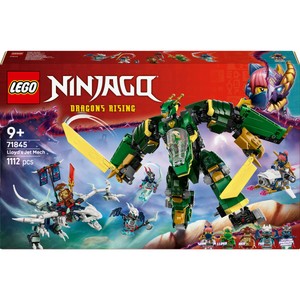 LEGO
NINJAGO
DRAGONS RISING
9+
71845
Lloyd's Jet Mech
1112 pcs